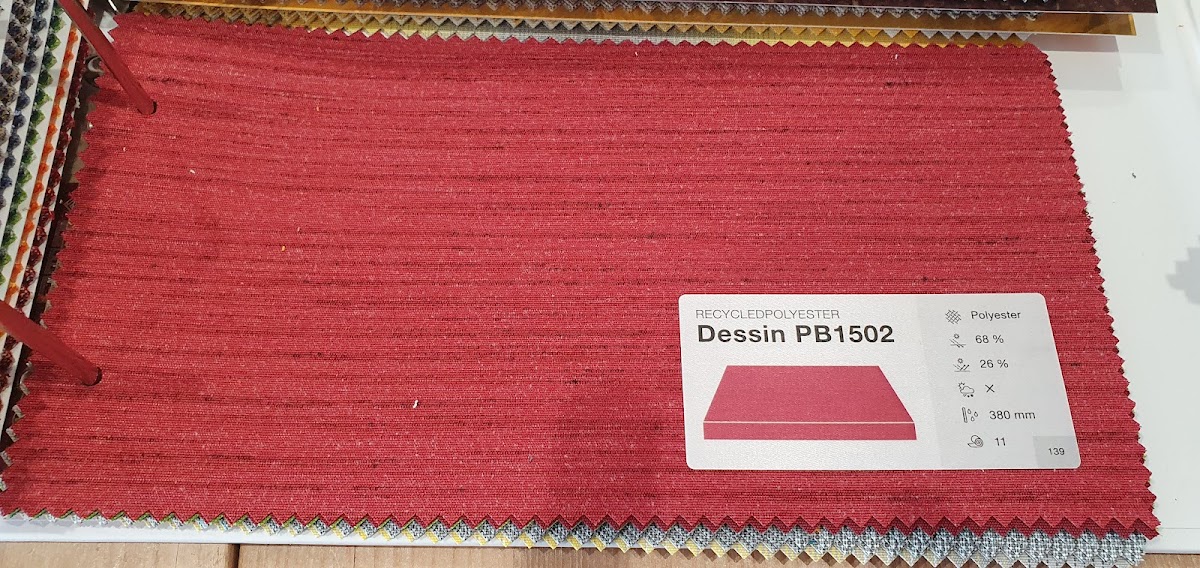 RECYCLEDPOLYESTER
Dessin PB1502
Polyester
68 %
26 %
X
380 mm
11
139